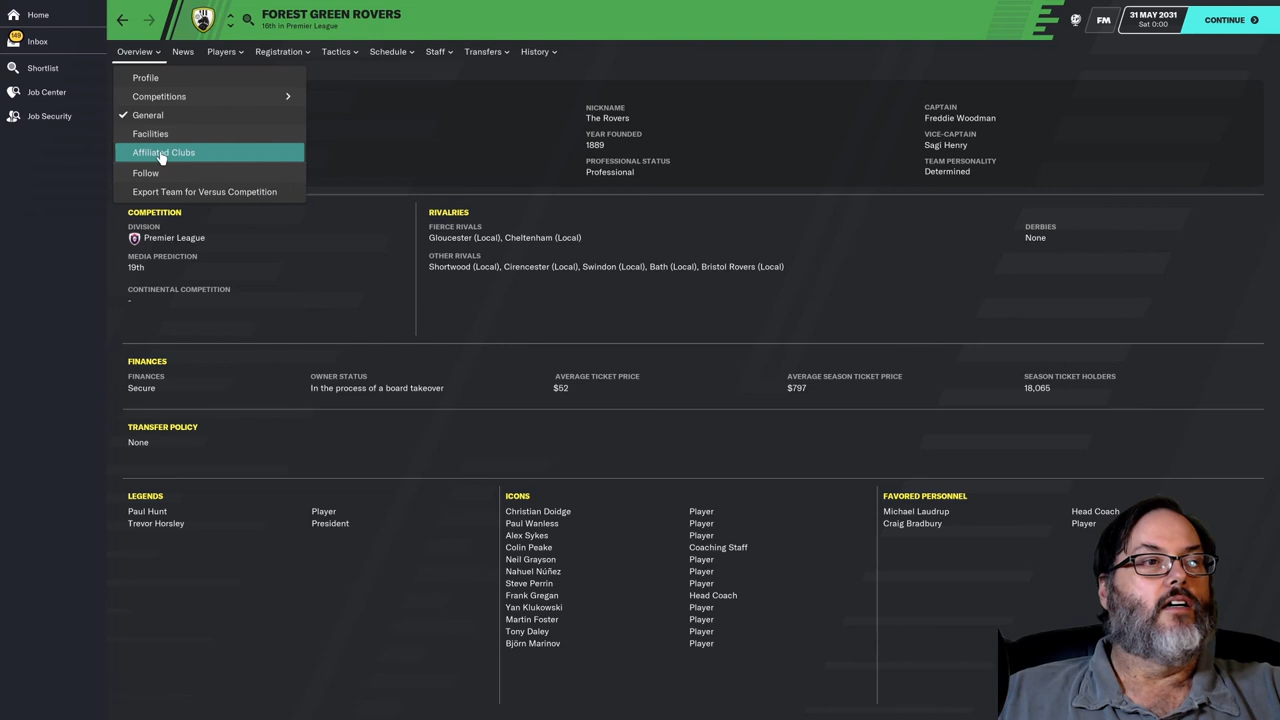 Home
149
Inbox
Shortlist
Job Center
Job Security
FOREST GREEN ROVERS
16th in Premier League
FM
31 MAY 2031
Sat 0:00
CONTINUE
Overview
News
Players
Registration
Tactics
Schedule
Staff
Transfers
History
Profile
Competitions
General
Facilities
Affiliated Clubs
Follow
Export Team for Versus Competition
NICKNAME
The Rovers
YEAR FOUNDED
1889
PROFESSIONAL STATUS
Professional
CAPTAIN
Freddie Woodman
VICE-CAPTAIN
Sagi Henry
TEAM PERSONALITY
Determined
COMPETITION
DIVISION
Premier League
MEDIA PREDICTION
19th
CONTINENTAL COMPETITION
-
RIVALRIES
FIERCE RIVALS
Gloucester (Local), Cheltenham (Local)
OTHER RIVALS
Shortwood (Local), Cirencester (Local), Swindon (Local), Bath (Local), Bristol Rovers (Local)
DERBIES
None
FINANCES
FINANCES
Secure
OWNER STATUS
In the process of a board takeover
AVERAGE TICKET PRICE
$52
AVERAGE SEASON TICKET PRICE
$797
SEASON TICKET HOLDERS
18,065
TRANSFER POLICY
None
LEGENDS
Paul Hunt Player
Trevor Horsley President
ICONS
Christian Doidge Player
Paul Wanless Player
Alex Sykes Player
Colin Peake Coaching Staff
Neil Grayson Player
Nahuel Núñez Player
Steve Perrin Player
Frank Gregan Head Coach
Yan Klukowski Player
Martin Foster Player
Tony Daley Player
Björn Marinov Player
FAVORED PERSONNEL
Michael Laudrup Head Coach
Craig Bradbury Player